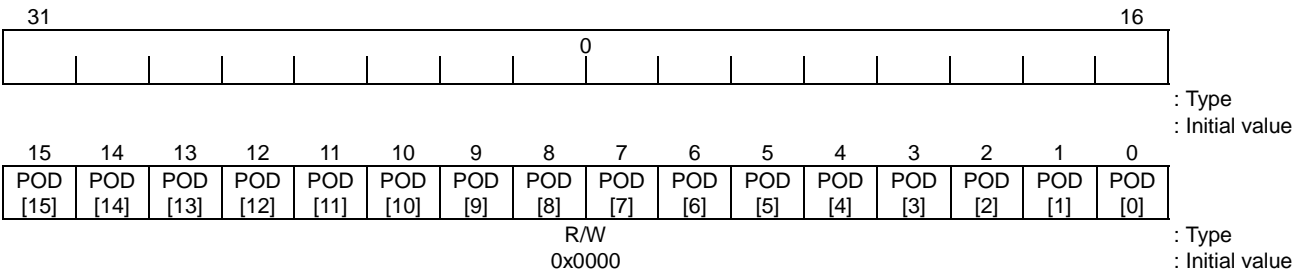 31 16
0
: Type
: Initial value
15 14 13 12 11 10 9 8 7 6 5 4 3 2 1 0
POD POD POD POD POD POD POD POD POD POD POD POD POD POD POD POD
[15] [14] [13] [12] [11] [10] [9] [8] [7] [6] [5] [4] [3] [2] [1] [0]
R/W : Type
0x0000 : Initial value